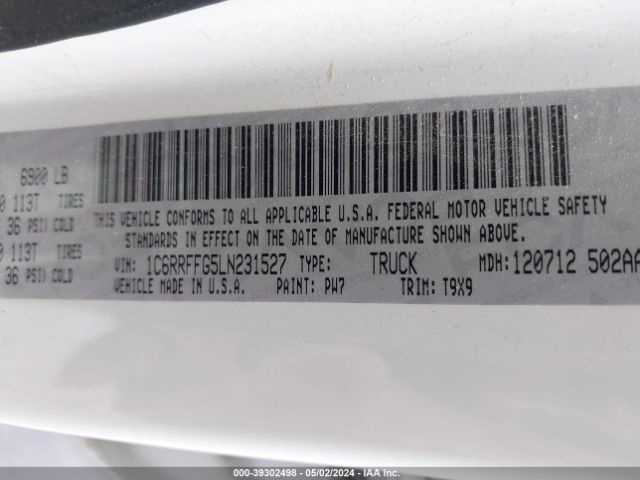 6900 LB
0 113T TIRES
36 PSI) COLD
0 113T TIRES
36 PSI) COLD
THIS VEHICLE CONFORMS TO ALL APPLICABLE U.S.A. FEDERAL MOTOR VEHICLE SAFETY
STANDARDS IN EFFECT ON THE DATE OF MANUFACTURE SHOWN ABOVE.
VIN: 1C6RRFFG5LN231527 TYPE: TRUCK MDH: 120712 502AA
VEHICLE MADE IN U.S.A. PAINT: PW7 TRIM: T9X9
000-39302498 - 05/02/2024 - IAA Inc.